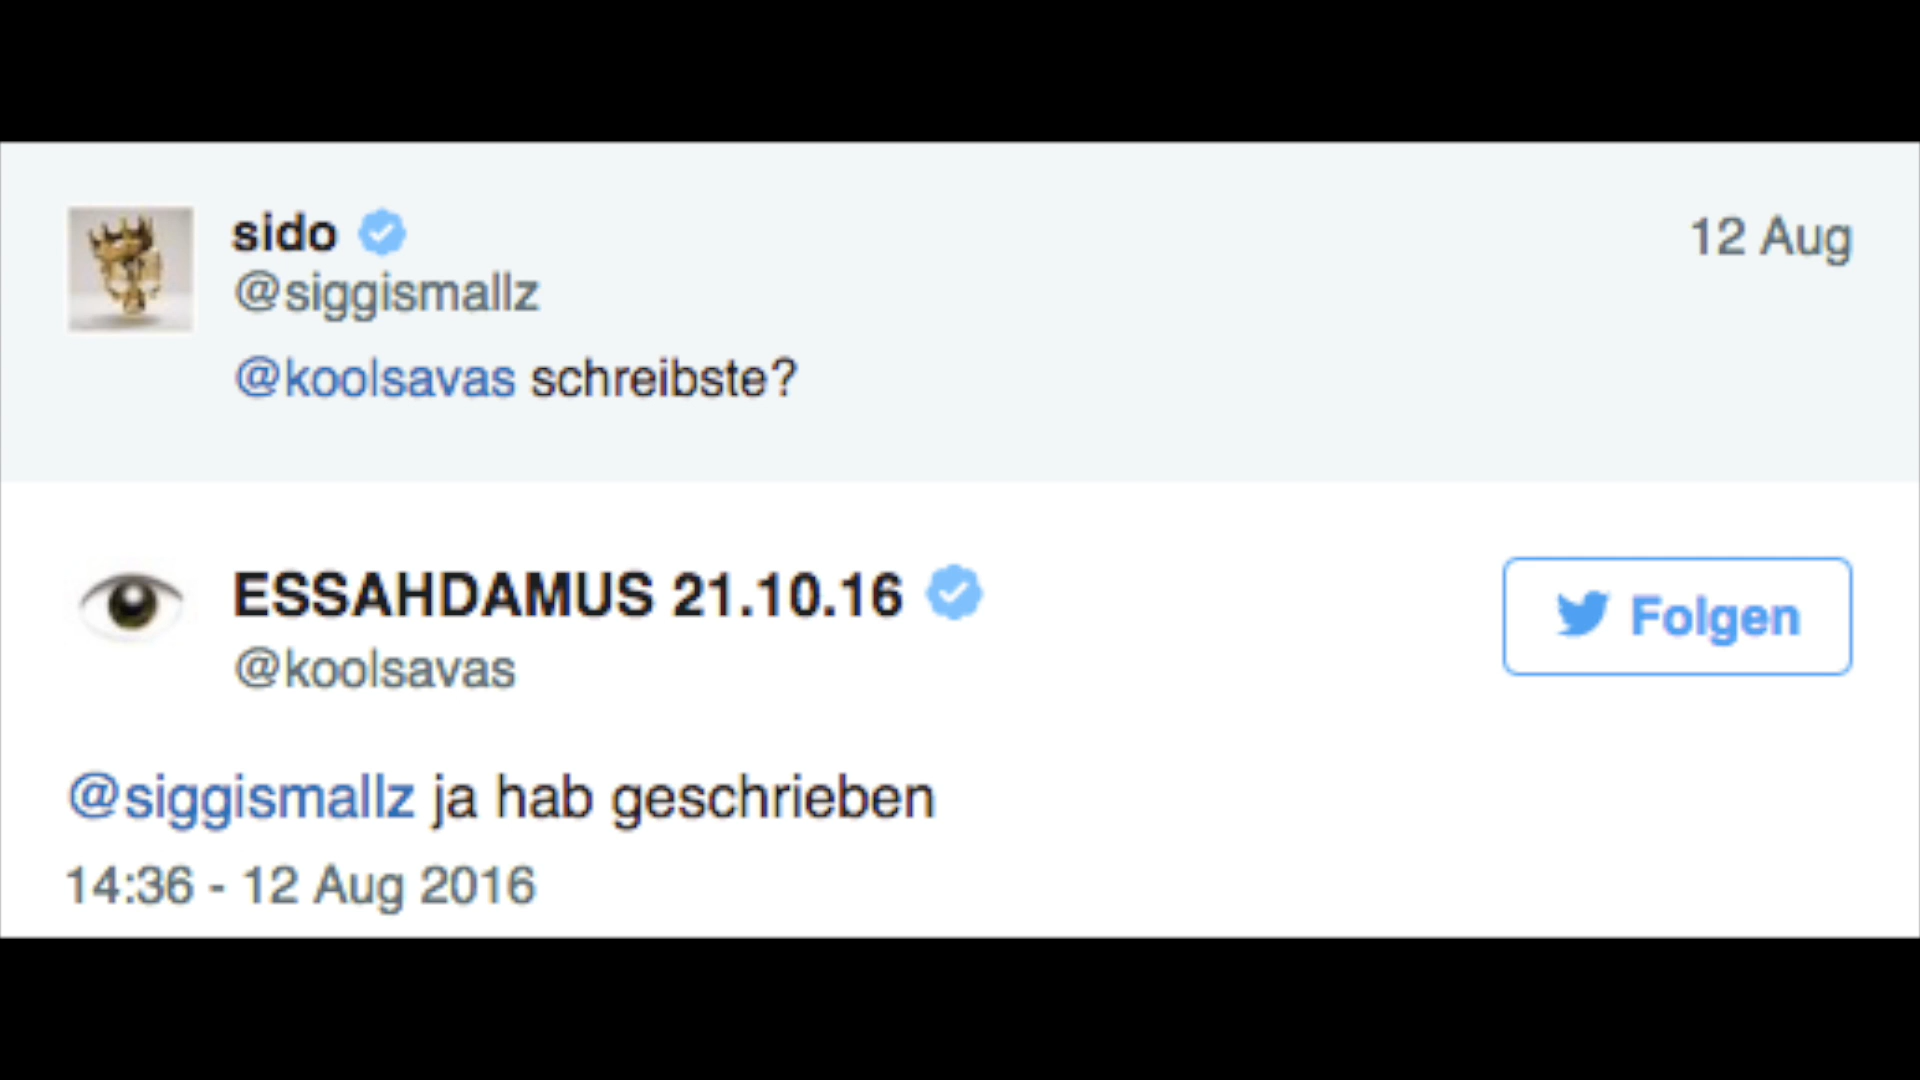 sido
12 Aug
@siggismallz
@koolsavas schreibste?
ESSAHDAMUS 21.10.16
Folgen
@koolsavas
@siggismallz ja hab geschrieben
14:36 - 12 Aug 2016